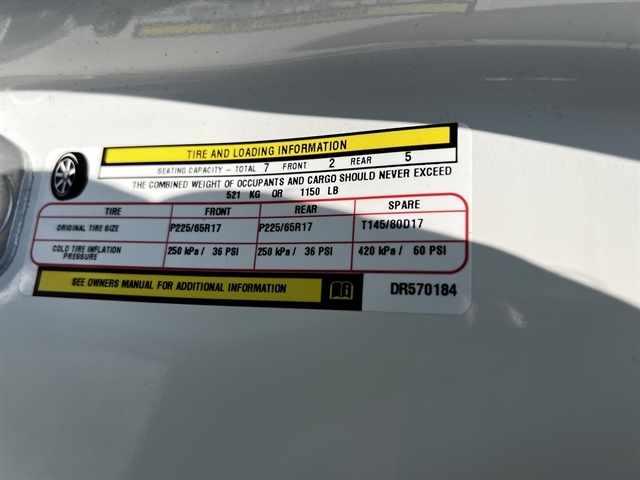 TIRE AND LOADING INFORMATION
SEATING CAPACITY - TOTAL 7 FRONT 2 REAR 5
THE COMBINED WEIGHT OF OCCUPANTS AND CARGO SHOULD NEVER EXCEED
521 KG OR 1150 LB
TIRE FRONT REAR SPARE
ORIGINAL TIRE SIZE P225/65R17 P225/65R17 T145/80D17
COLD TIRE INFLATION PRESSURE 250 kPa/ 36 PSI 250 kPa/ 36 PSI 420 kPa/ 60 PSI
SEE OWNERS MANUAL FOR ADDITIONAL INFORMATION
DR570184